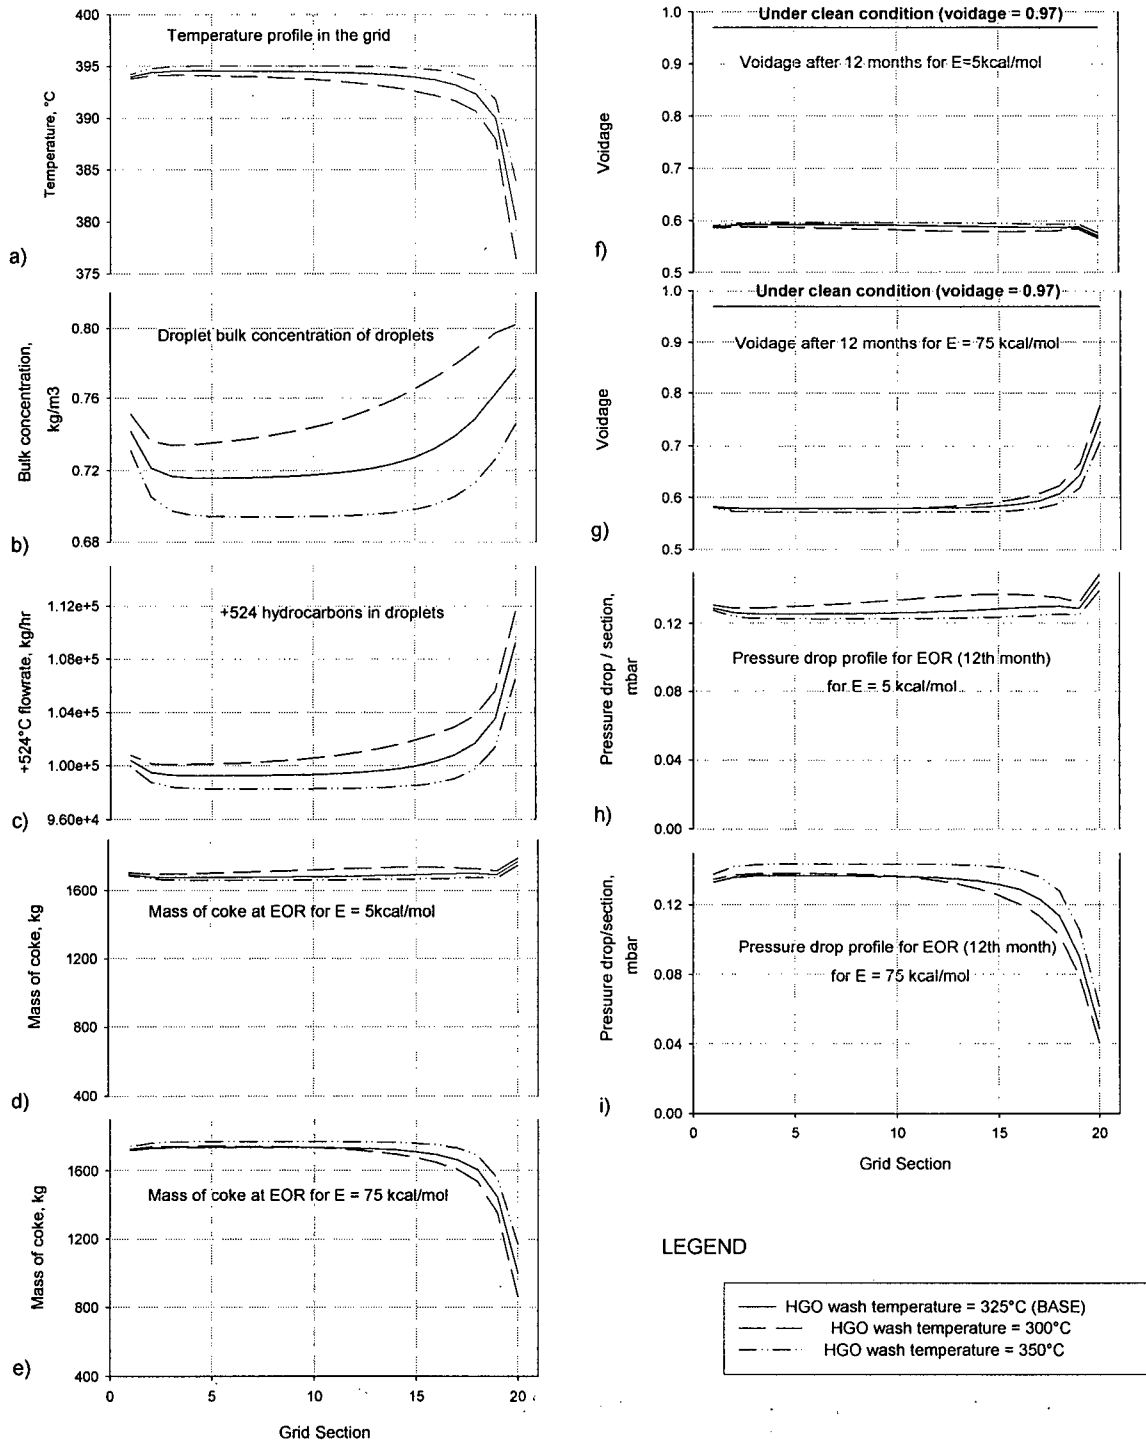 400
Temperature profile in the grid
395
390
385
380
375
Temperature, °C
a)
0.80
Droplet bulk concentration of droplets
0.76
0.72
0.68
Bulk concentration,
kg/m3
b)
1.12e+5
+524 hydrocarbons in droplets
1.08e+5
1.04e+5
1.00e+5
9.60e+4
+524°C flowrate, kg/hr
c)
1600
Mass of coke at EOR for E = 5kcal/mol
1200
800
400
Mass of coke, kg
d)
1600
Mass of coke at EOR for E = 75 kcal/mol
1200
800
400
Mass of coke, kg
e)
0 5 10 15 20
Grid Section
1.0
Under clean condition (voidage = 0.97)
0.9
Voidage after 12 months for E=5kcal/mol
0.8
0.7
0.6
0.5
Voidage
f)
1.0
Under clean condition (voidage = 0.97)
0.9
Voidage after 12 months for E = 75 kcal/mol
0.8
0.7
0.6
0.5
Voidage
g)
0.12
Pressure drop profile for EOR (12th month)
for E = 5 kcal/mol
0.08
0.04
0.00
Pressure drop / section,
mbar
h)
0.12
Pressure drop profile for EOR (12th month)
for E = 75 kcal/mol
0.08
0.04
0.00
Presuure drop/section,
mbar
i)
0 5 10 15 20
Grid Section
LEGEND
HGO wash temperature = 325°C (BASE)
HGO wash temperature = 300°C
HGO wash temperature = 350°C